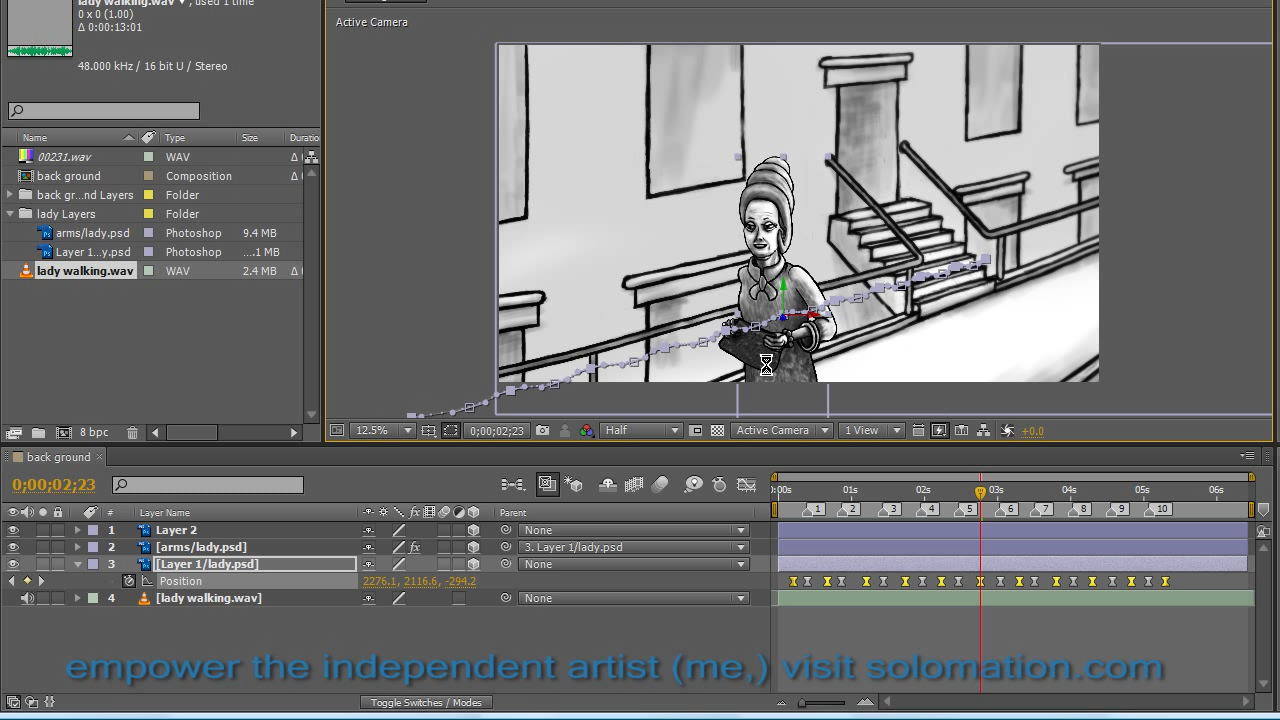 lady walking.wav ▼ , used 1 time
0 x 0 (1.00)
Δ 0:00:13:01
48.000 kHz / 16 bit U / Stereo
Name Type Size Duratio
00231.wav WAV Δ
back ground Composition Δ
back gr...nd Layers Folder
lady Layers Folder
arms/lady.psd Photoshop 9.4 MB
Layer 1...y.psd Photoshop ....1 MB
lady walking.wav WAV 2.4 MB Δ
8 bpc
Active Camera
12.5% 0;00;02;23 Half Active Camera 1 View +0.0
back ground ×
0;00;02;23
:00s 01s 02s 03s 04s 05s 06s
1 2 3 4 5 6 7 8 9 10
# Layer Name fx Parent
1 Layer 2 None
2 [arms/lady.psd] fx 3. Layer 1/lady.psd
3 [Layer 1/lady.psd] None
Position 2276.1, 2116.6, -294.2
4 [lady walking.wav] None
empower the independent artist (me,) visit solomation.com
Toggle Switches / Modes